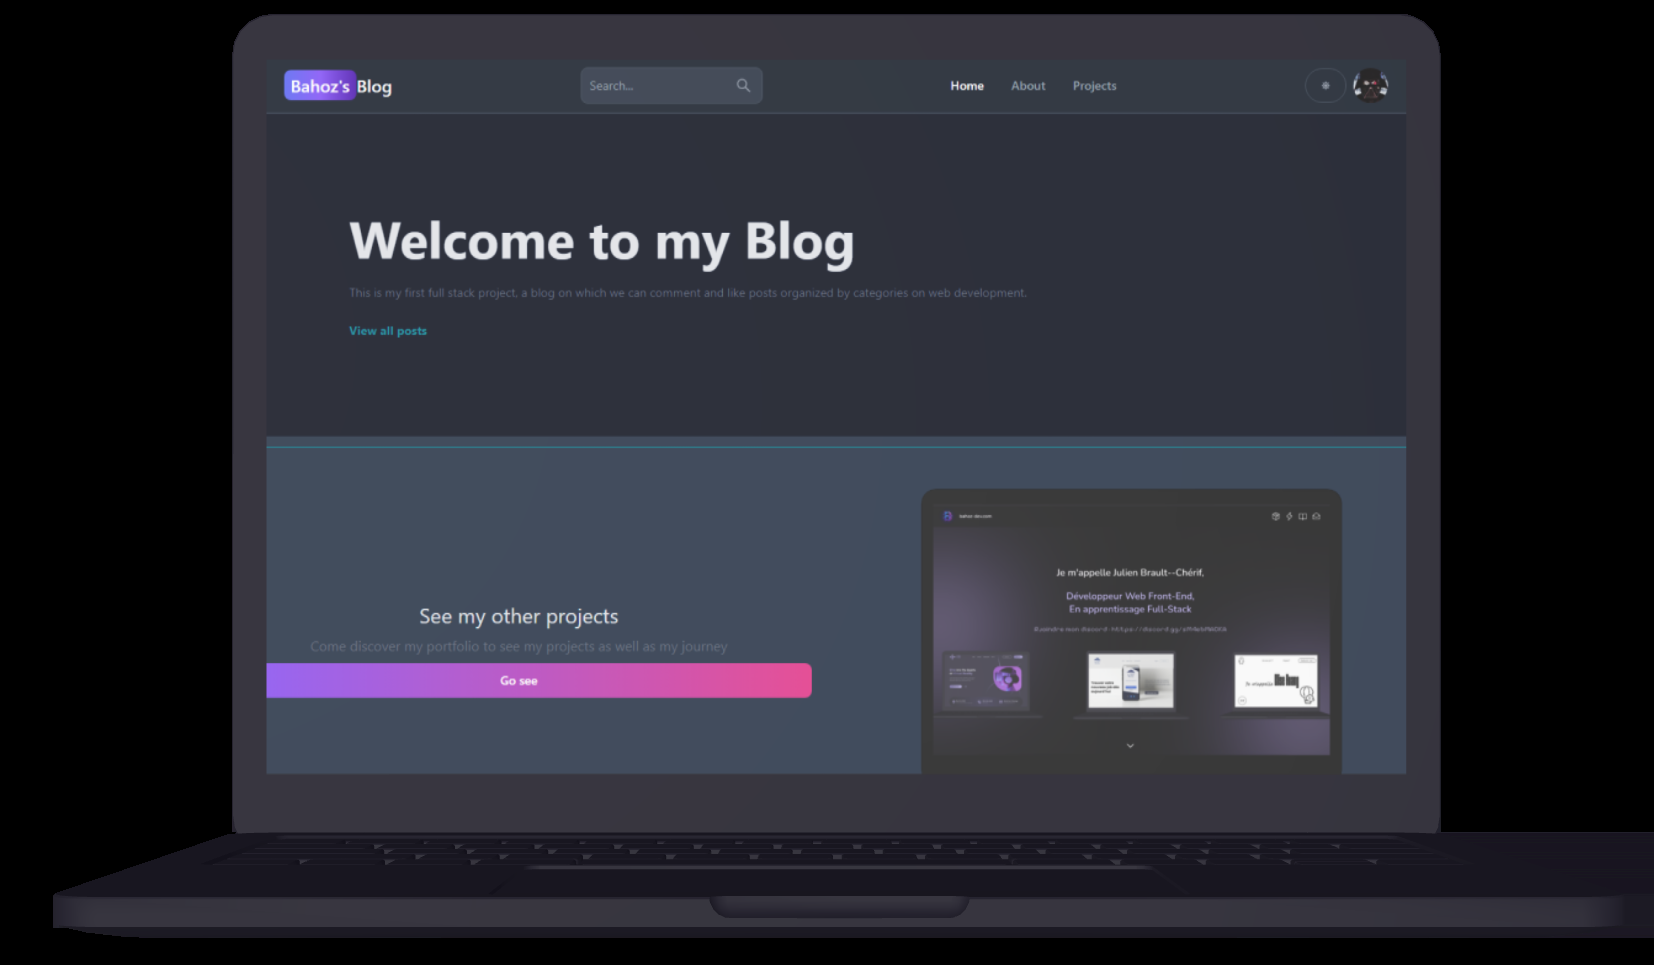 Bahoz's Blog
Search...
Home
About
Projects
Welcome to my Blog
This is my first full stack project, a blog on which we can comment and like posts organized by categories on web development.
View all posts
See my other projects
Come discover my portfolio to see my projects as well as my journey
Go see
Je m'appelle Julien Brault--Chérif,
Développeur Web Front-End,
En apprentissage Full-Stack